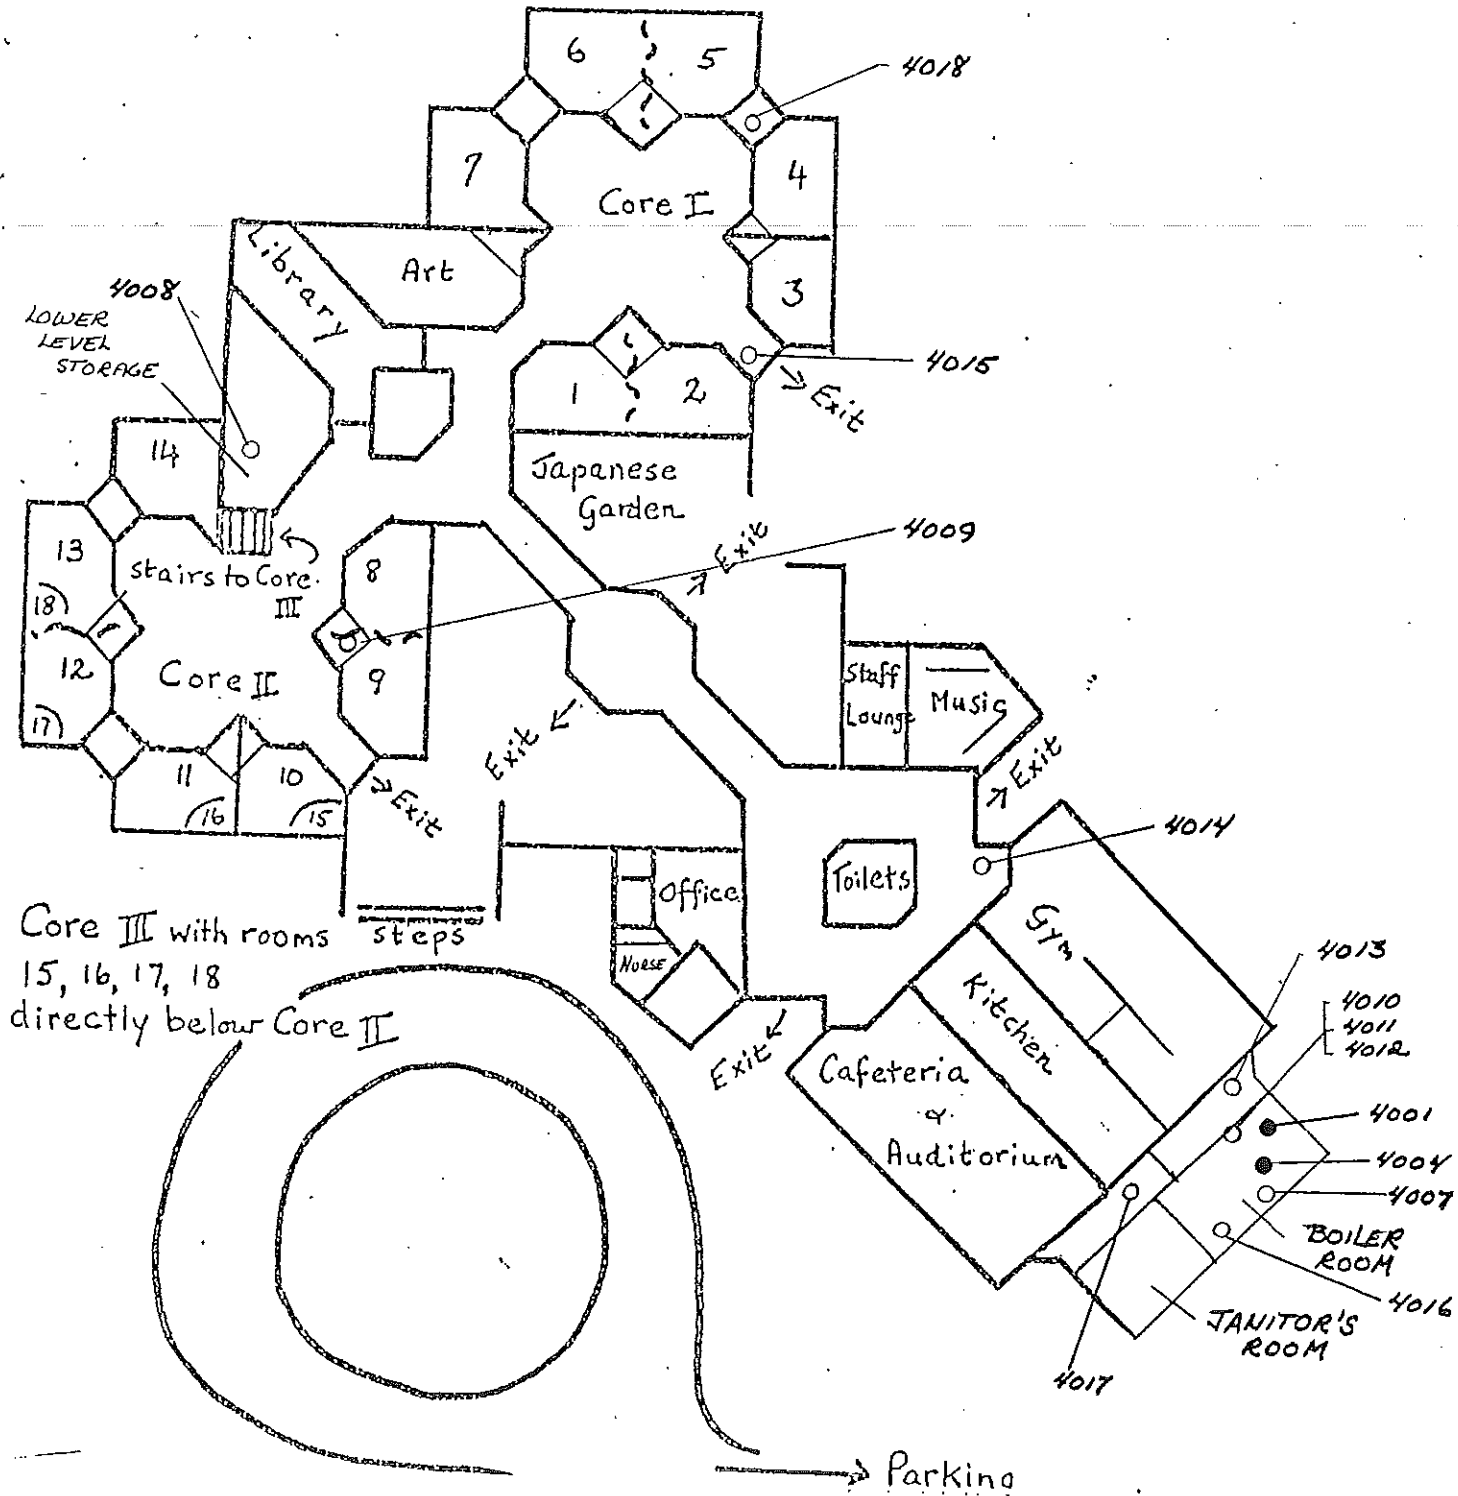 6
5
4018
7
4
Core I
Library
Art
4008
3
LOWER
LEVEL
STORAGE
4015
1
2
Exit
14
Japanese
Garden
4009
13
8
Exit
stairs to Core
III
18
12
Core II
9
Staff
Lounge
Music
17
11
10
Exit
Exit
16
15
Exit
4014
Toilets
Office
Core III with rooms
15, 16, 17, 18
directly below Core II
steps
NURSE
Gym
Kitchen
4013
4010
4011
4012
Exit
Cafeteria
&
Auditorium
4001
4004
4007
BOILER
ROOM
4016
JANITOR'S
ROOM
4017
Parking